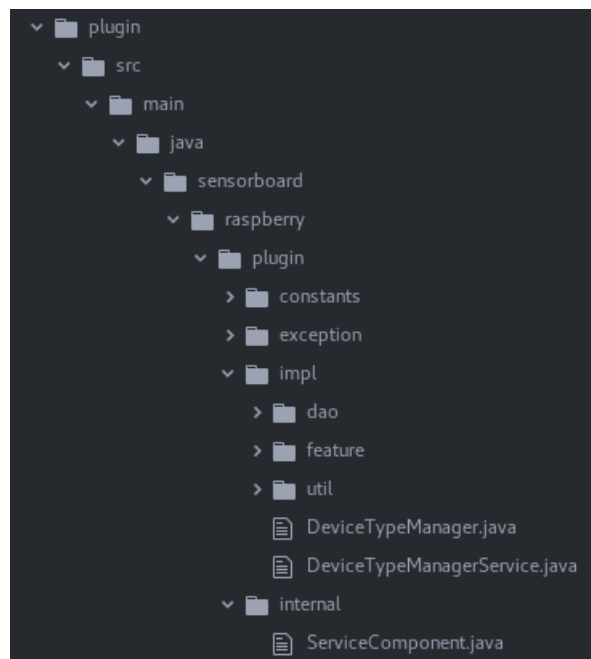 plugin
src
main
java
sensorboard
raspberry
plugin
constants
exception
impl
dao
feature
util
DeviceTypeManager.java
DeviceTypeManagerService.java
internal
ServiceComponent.java